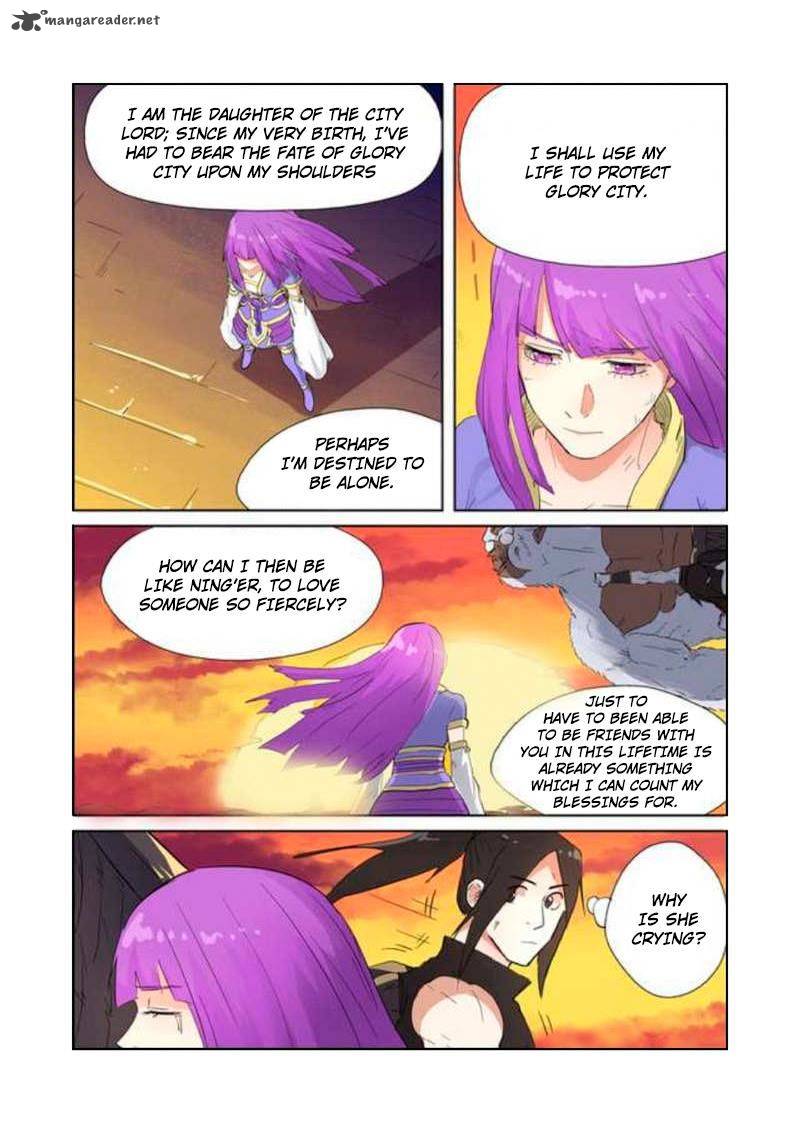 mangareader.net
I AM THE DAUGHTER OF THE CITY
LORD; SINCE MY VERY BIRTH, I'VE
HAD TO BEAR THE FATE OF GLORY
CITY UPON MY SHOULDERS
PERHAPS
I'M DESTINED TO
BE ALONE.
I SHALL USE MY
LIFE TO PROTECT
GLORY CITY.
HOW CAN I THEN BE
LIKE NING'ER, TO LOVE
SOMEONE SO FIERCELY?
JUST TO
HAVE TO BEEN ABLE
TO BE FRIENDS WITH
YOU IN THIS LIFETIME IS
ALREADY SOMETHING
WHICH I CAN COUNT MY
BLESSINGS FOR.
WHY
IS SHE
CRYING?